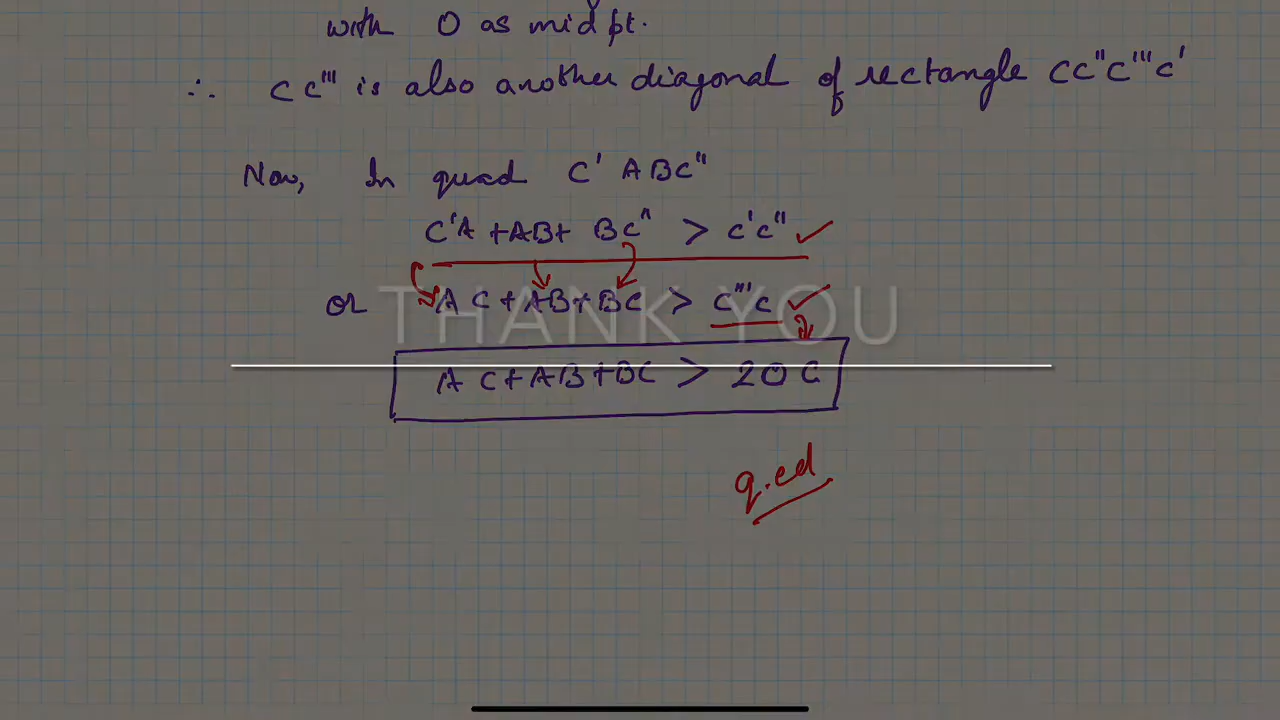 with O as mid pt.
∴ CC''' is also another diagonal of rectangle CC''C'''C'
Now, In quad C'ABC''
C'A +AB+ BC'' > C'C'' ✓
or AC+AB+BC > C'''C ✓
THANK YOU
AC+AB+BC > 2OC
q.ed